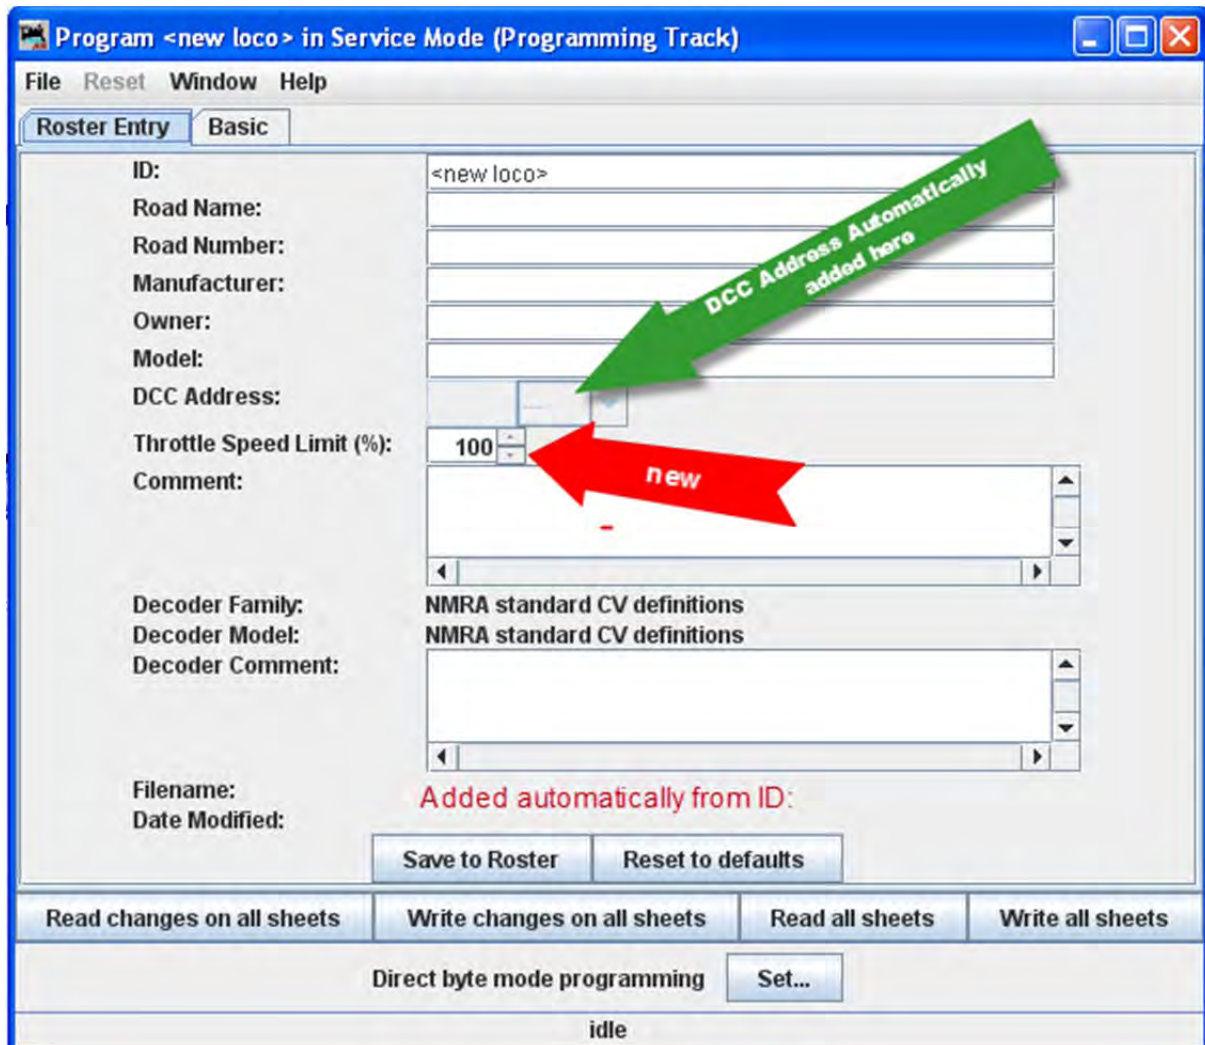 Program <new loco> in Service Mode (Programming Track)
File Reset Window Help
Roster Entry Basic
ID: <new loco>
Road Name:
Road Number:
Manufacturer:
Owner:
Model:
DCC Address Automatically
added here
DCC Address:
Throttle Speed Limit (%): 100
new
Comment:
Decoder Family: NMRA standard CV definitions
Decoder Model: NMRA standard CV definitions
Decoder Comment:
Filename: Added automatically from ID:
Date Modified:
Save to Roster Reset to defaults
Read changes on all sheets Write changes on all sheets Read all sheets Write all sheets
Direct byte mode programming Set...
idle